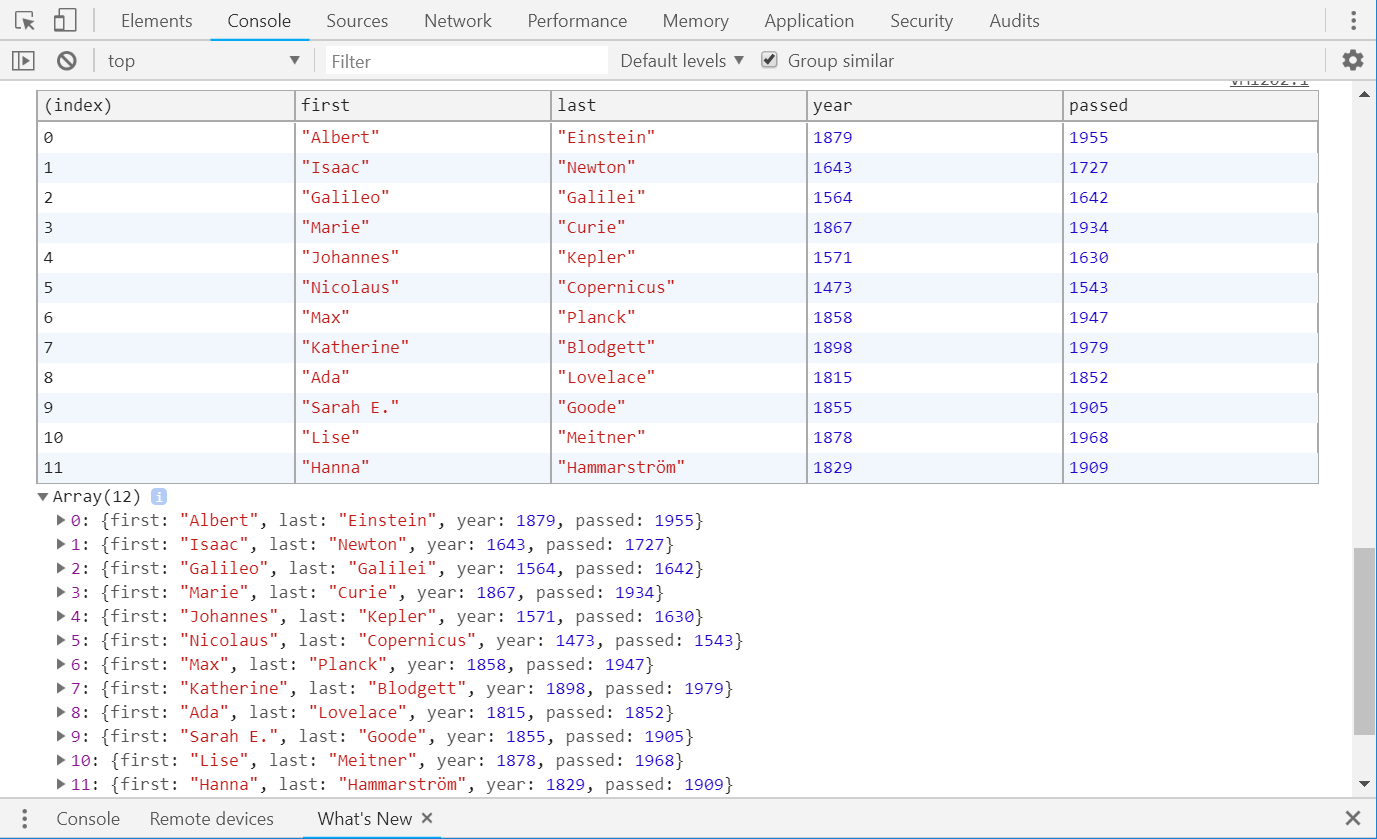 Elements Console Sources Network Performance Memory Application Security Audits
top Filter Default levels Group similar
(index) first last year passed
0 "Albert" "Einstein" 1879 1955
1 "Isaac" "Newton" 1643 1727
2 "Galileo" "Galilei" 1564 1642
3 "Marie" "Curie" 1867 1934
4 "Johannes" "Kepler" 1571 1630
5 "Nicolaus" "Copernicus" 1473 1543
6 "Max" "Planck" 1858 1947
7 "Katherine" "Blodgett" 1898 1979
8 "Ada" "Lovelace" 1815 1852
9 "Sarah E." "Goode" 1855 1905
10 "Lise" "Meitner" 1878 1968
11 "Hanna" "Hammarström" 1829 1909
Array(12) i
0: {first: "Albert", last: "Einstein", year: 1879, passed: 1955}
1: {first: "Isaac", last: "Newton", year: 1643, passed: 1727}
2: {first: "Galileo", last: "Galilei", year: 1564, passed: 1642}
3: {first: "Marie", last: "Curie", year: 1867, passed: 1934}
4: {first: "Johannes", last: "Kepler", year: 1571, passed: 1630}
5: {first: "Nicolaus", last: "Copernicus", year: 1473, passed: 1543}
6: {first: "Max", last: "Planck", year: 1858, passed: 1947}
7: {first: "Katherine", last: "Blodgett", year: 1898, passed: 1979}
8: {first: "Ada", last: "Lovelace", year: 1815, passed: 1852}
9: {first: "Sarah E.", last: "Goode", year: 1855, passed: 1905}
10: {first: "Lise", last: "Meitner", year: 1878, passed: 1968}
11: {first: "Hanna", last: "Hammarström", year: 1829, passed: 1909}
Console Remote devices What's New